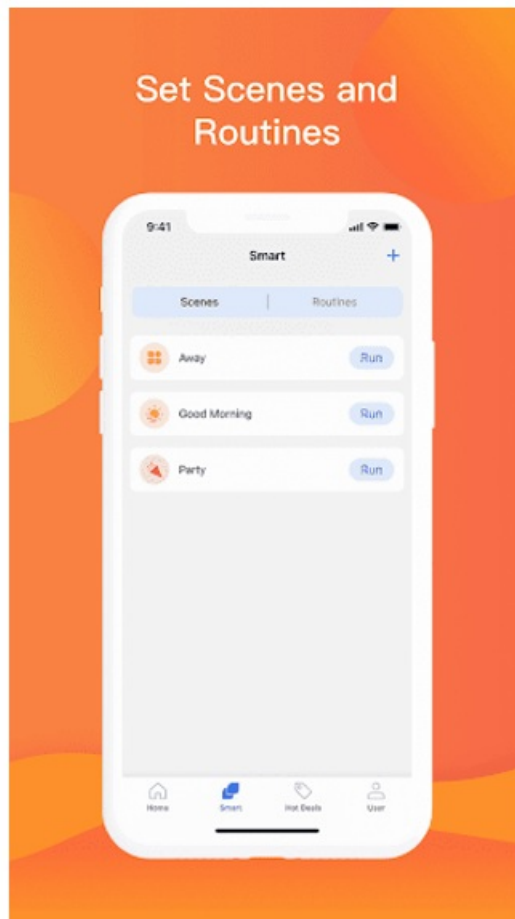 Set Scenes and
Routines
9:41
Smart
+
Scenes | Routines
Away Run
Good Morning Run
Party Run
Home Smart Hot Deals User